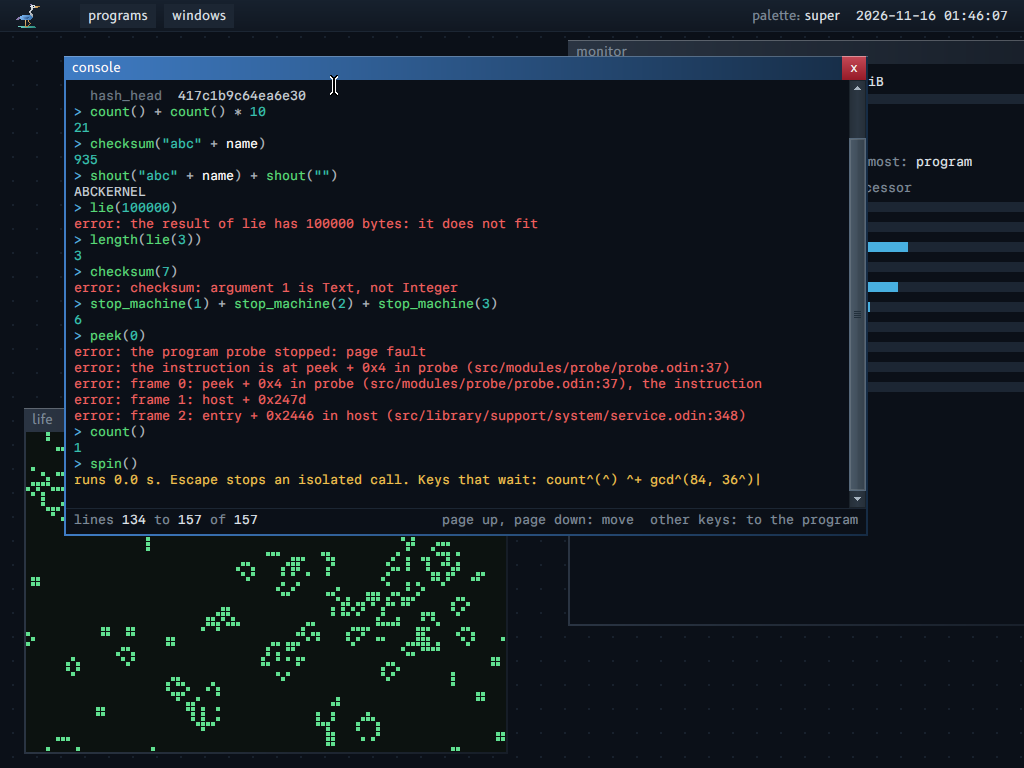 programs windows palette: super 2026-11-16 01:46:07
monitor
console x
iB
hash_head 417c1b9c64ea6e30
> count() + count() * 10
21
> checksum("abc" + name)
935
> shout("abc" + name) + shout("")
ABCKERNEL
> lie(100000)
error: the result of lie has 100000 bytes: it does not fit
> length(lie(3))
3
> checksum(7)
error: checksum: argument 1 is Text, not Integer
> stop_machine(1) + stop_machine(2) + stop_machine(3)
6
> peek(0)
error: the program probe stopped: page fault
error: the instruction is at peek + 0x4 in probe (src/modules/probe/probe.odin:37)
error: frame 0: peek + 0x4 in probe (src/modules/probe/probe.odin:37), the instruction
error: frame 1: host + 0x247d
error: frame 2: entry + 0x2446 in host (src/library/support/system/service.odin:348)
> count()
1
> spin()
runs 0.0 s. Escape stops an isolated call. Keys that wait: count^(^) ^+ gcd^(84, 36^)|
lines 134 to 157 of 157 page up, page down: move other keys: to the program
most: program
cessor
life